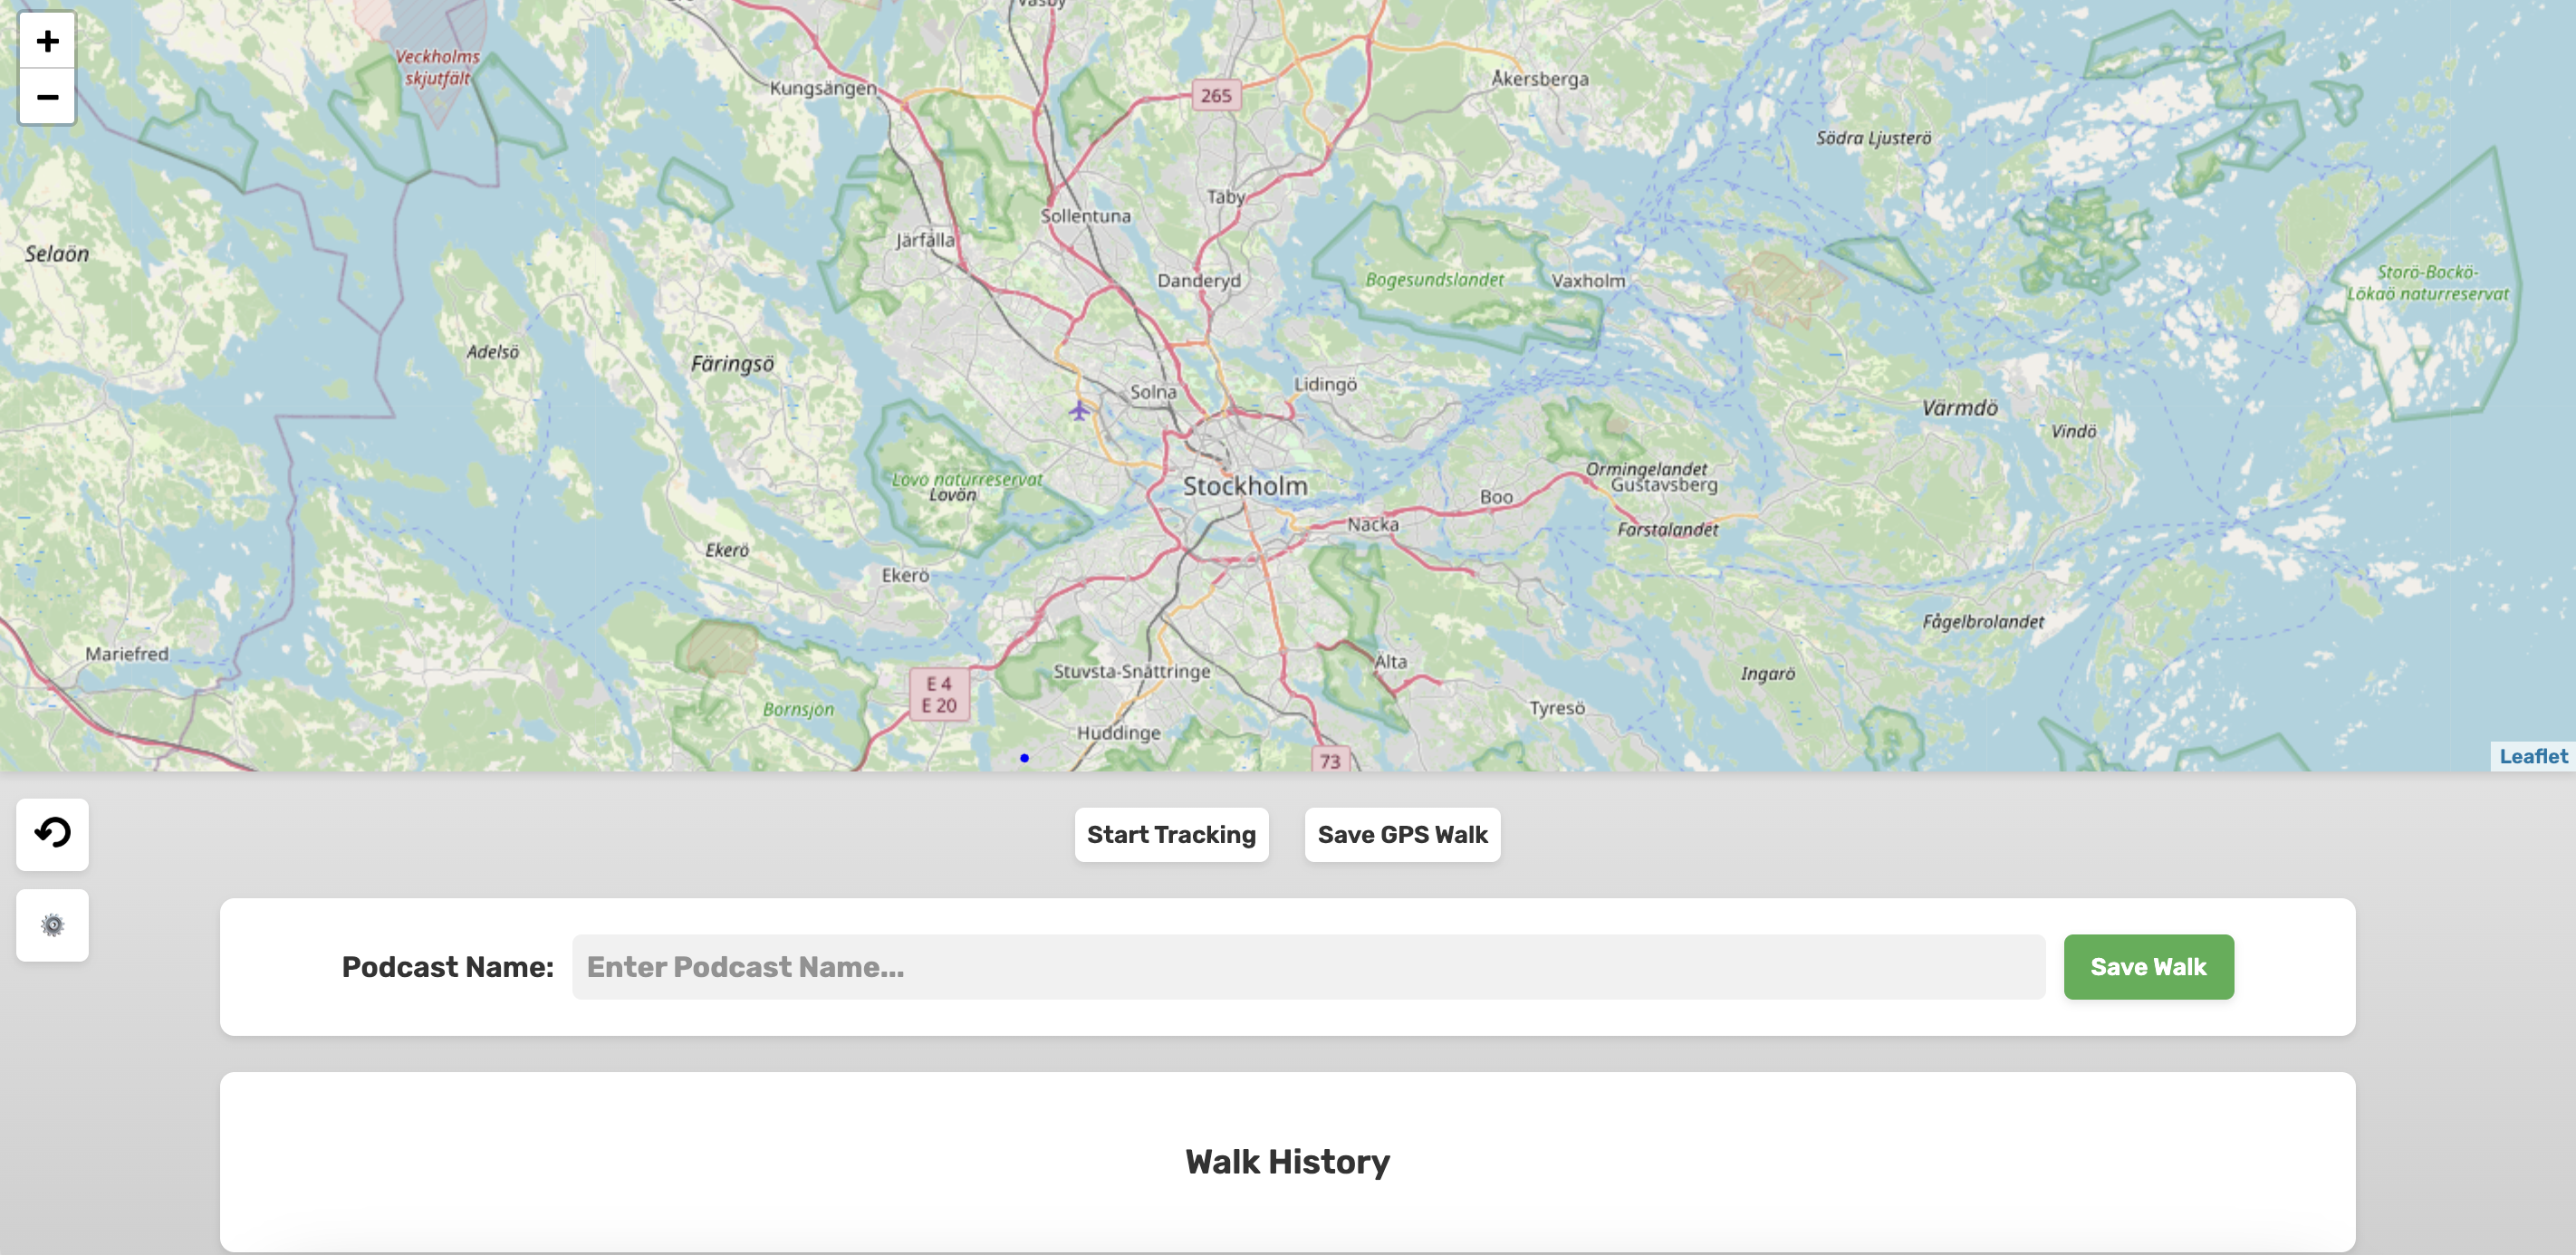 Väsby
+
Veckholms
skjutfält
Kungsängen
Åkersberga
−
265
Södra Ljusterö
Täby
Sollentuna
Järfälla
Selaön
Storö-Bockö-
Lökaö naturreservat
Danderyd
Bogesundslandet
Vaxholm
Adelsö
Färingsö
Solna
Lidingö
Värmdö
Vindö
Ormingelandet
Lovö naturreservat
Lovön
Stockholm
Gustavsberg
Boo
Nacka
Farstalandet
Ekerö
Ekerö
Fågelbrolandet
Mariefred
Älta
Stuvsta-Snättringe
Ingarö
E 4
E 20
Bornsjön
Tyresö
Huddinge
73
Leaflet
Start Tracking
Save GPS Walk
Podcast Name:
Enter Podcast Name...
Save Walk
Walk History